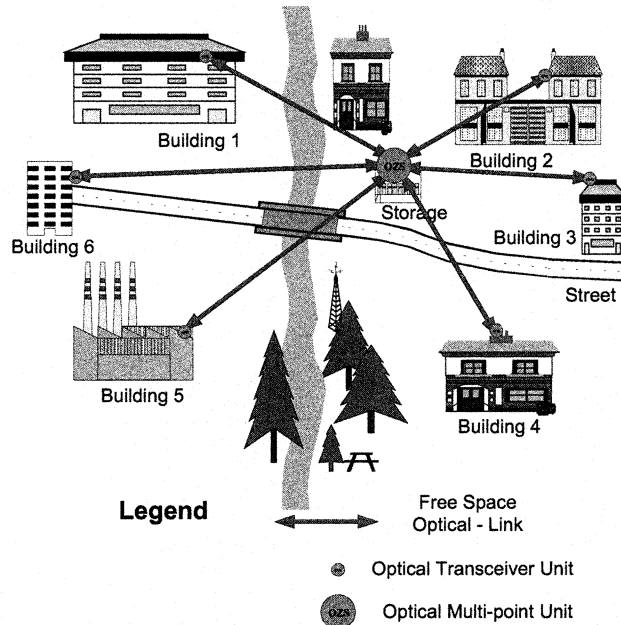 Building 1
Building 2
OZS
Storage
Building 6
Building 3
Street
Building 5
Building 4
Legend
Free Space
Optical - Link
Optical Transceiver Unit
OZS
Optical Multi-point Unit